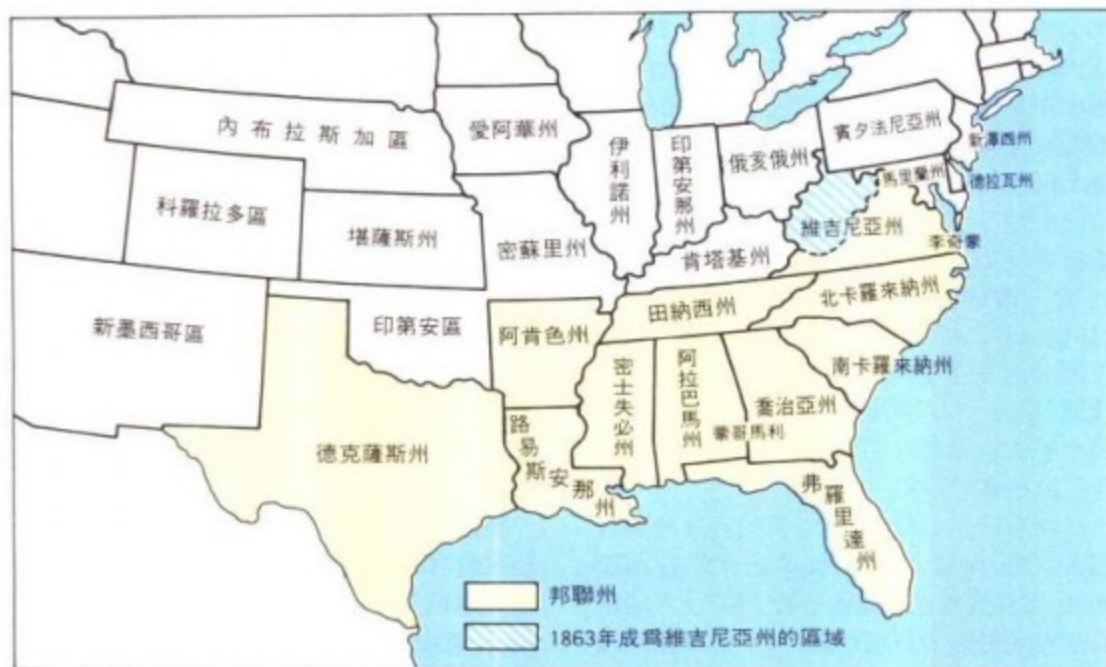 內布拉斯加區
愛阿華州
伊利諾州
印第安那州
俄亥俄州
賓夕法尼亞州
新澤西州
馬里蘭州
德拉瓦州
科羅拉多區
堪薩斯州
密蘇里州
肯塔基州
維吉尼亞州
李奇蒙
新墨西哥區
印第安區
阿肯色州
田納西州
北卡羅來納州
南卡羅來納州
密士失必州
阿拉巴馬州
喬治亞州
蒙哥馬利
德克薩斯州
路易斯安那州
弗羅里達州
邦聯州
1863年成爲維吉尼亞州的區域